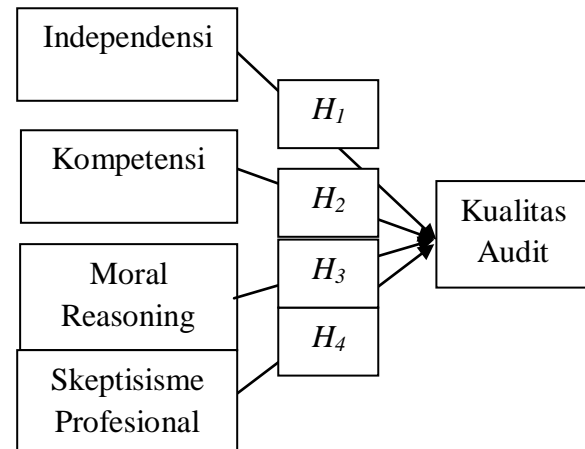 Independensi
H1
Kompetensi
H2
Kualitas
Audit
Moral
Reasoning
H3
H4
Skeptisisme
Profesional